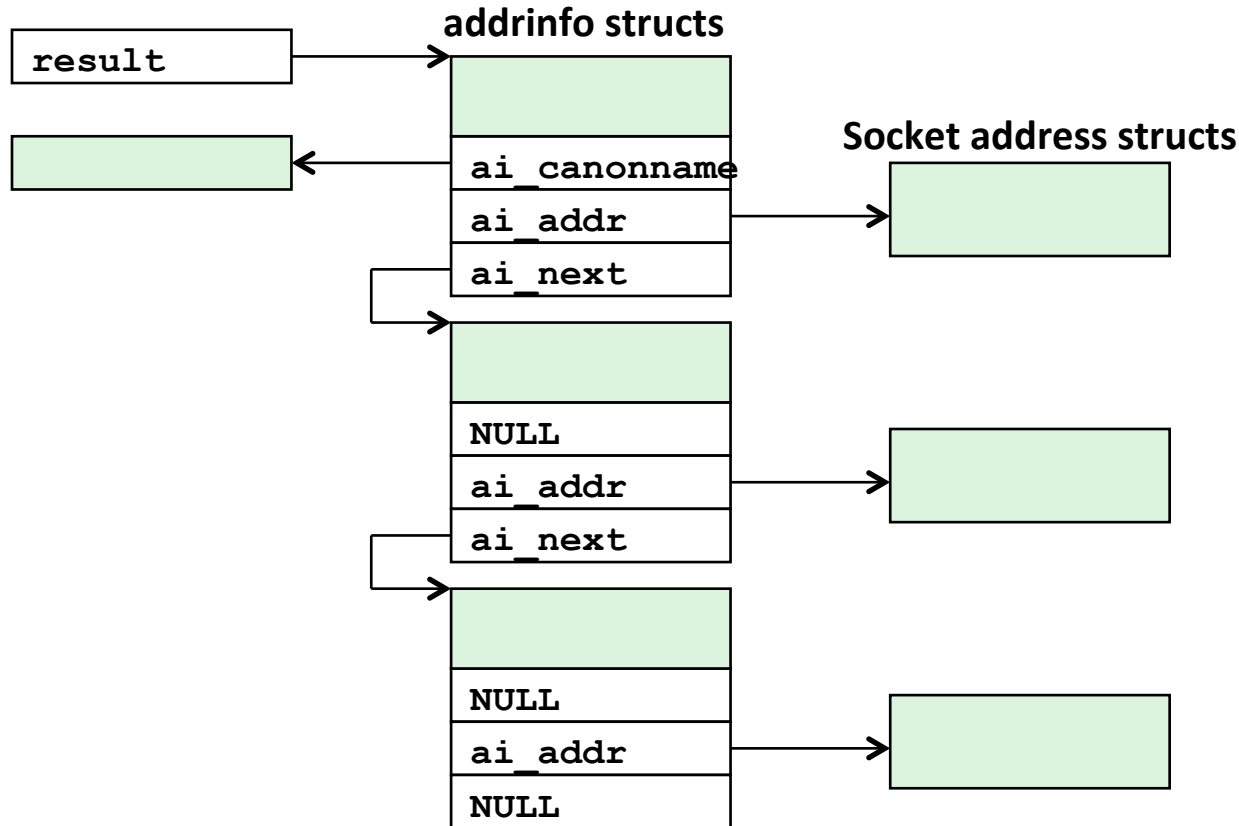 addrinfo structs
result
ai_canonname
ai_addr
ai_next
Socket address structs
NULL
ai_addr
ai_next
NULL
ai_addr
NULL